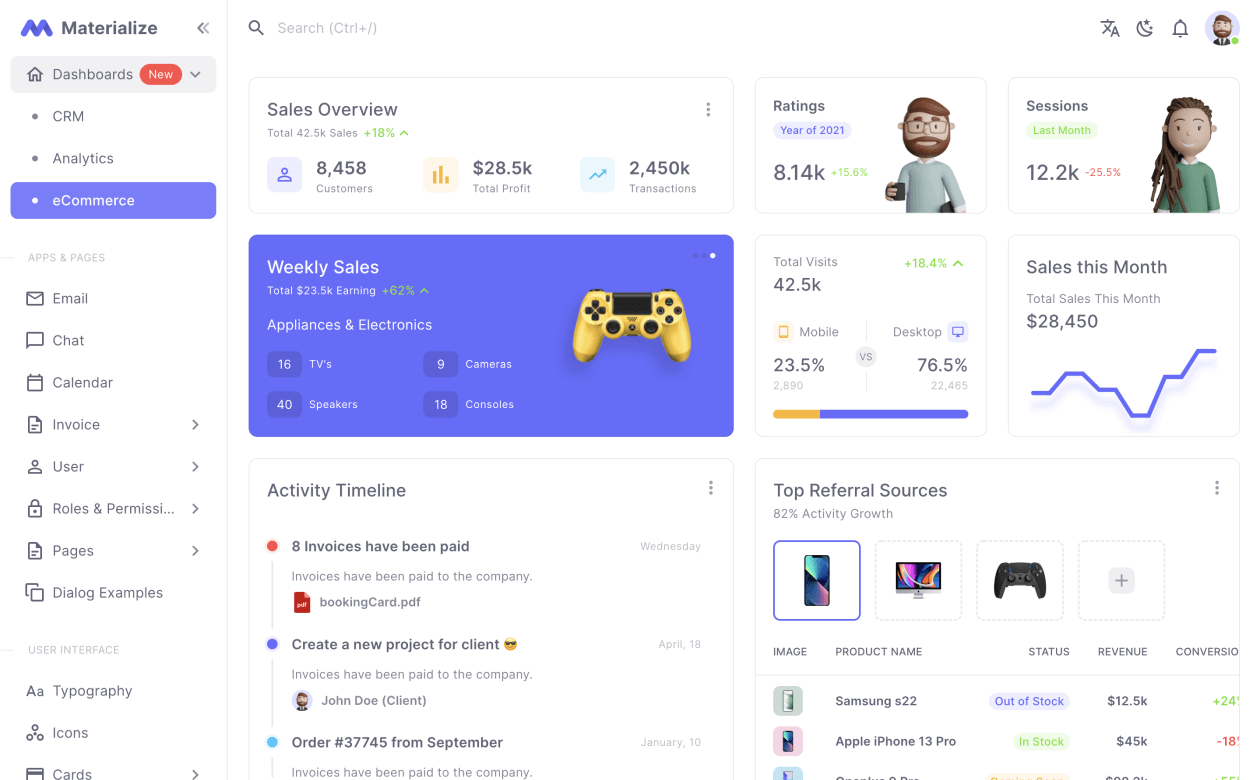 Materialize
Search (Ctrl+/)
Dashboards New
CRM
Analytics
eCommerce
APPS & PAGES
Email
Chat
Calendar
Invoice
User
Roles & Permissi...
Pages
Dialog Examples
USER INTERFACE
Aa Typography
Icons
Cards
Sales Overview
Total 42.5k Sales +18%
8,458
Customers
$28.5k
Total Profit
2,450k
Transactions
Ratings
Year of 2021
8.14k +15.6%
Sessions
Last Month
12.2k -25.5%
Weekly Sales
Total $23.5k Earning +62%
Appliances & Electronics
16 TV's
9 Cameras
40 Speakers
18 Consoles
Total Visits +18.4%
42.5k
Mobile
Desktop
VS
23.5% 76.5%
2,890 22,465
Sales this Month
Total Sales This Month
$28,450
Activity Timeline
8 Invoices have been paid Wednesday
Invoices have been paid to the company.
pdf bookingCard.pdf
Create a new project for client 😎 April, 18
Invoices have been paid to the company.
John Doe (Client)
Order #37745 from September January, 10
Invoices have been paid to the company.
Top Referral Sources
82% Activity Growth
IMAGE PRODUCT NAME STATUS REVENUE CONVERSIO
Samsung s22 Out of Stock $12.5k +24%
Apple iPhone 13 Pro In Stock $45k -18%